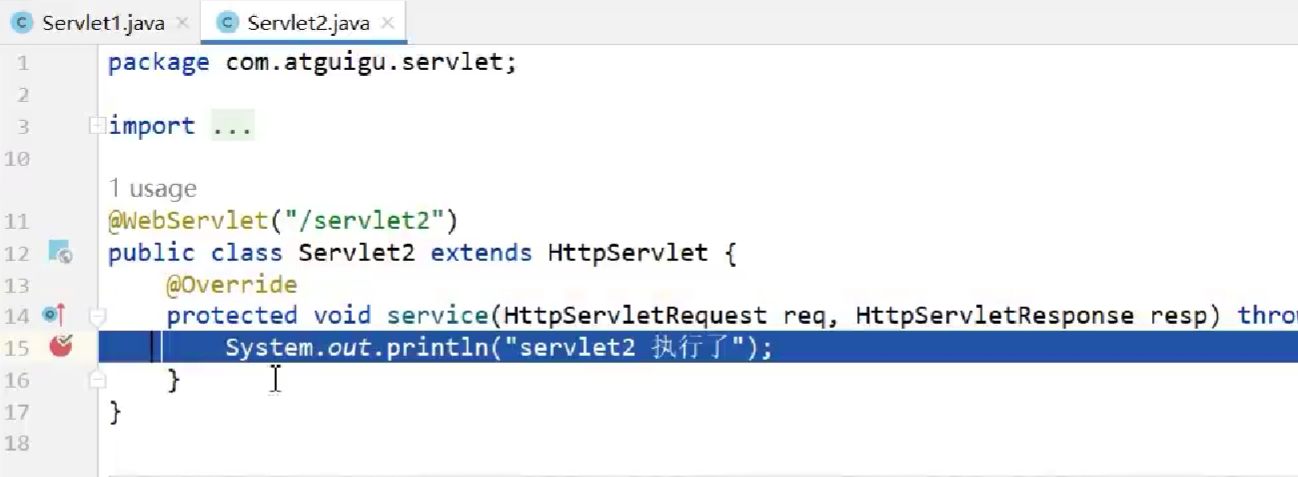 Servlet1.java Servlet2.java
1 package com.atguigu.servlet;
2
3 import ...
10
1 usage
11 @WebServlet("/servlet2")
12 public class Servlet2 extends HttpServlet {
13 @Override
14 protected void service(HttpServletRequest req, HttpServletResponse resp) throw
15 System.out.println("servlet2 执行了");
16 }
17 }
18